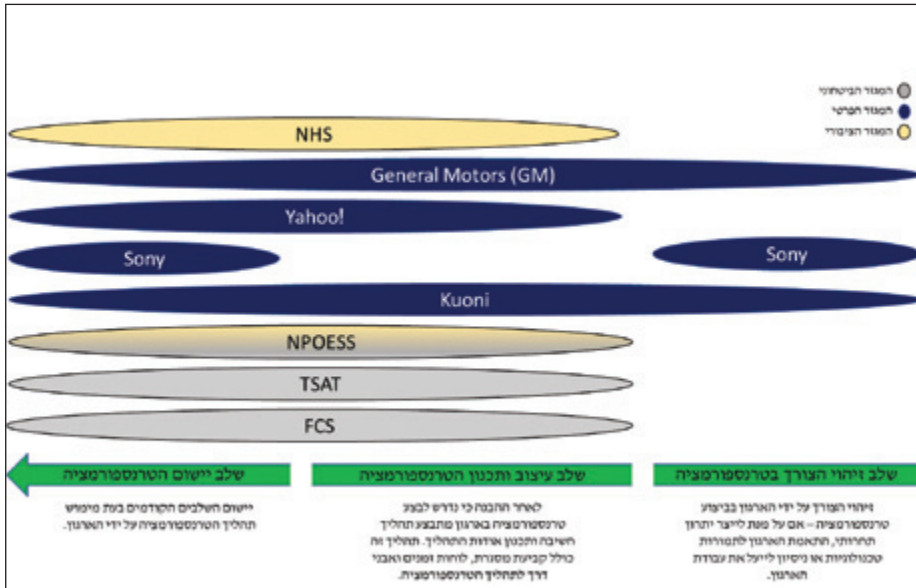 המגזר הביטחוני
המגזר הפרטי
המגזר הציבורי
NHS
General Motors (GM)
Yahoo!
Sony
Sony
Kuoni
NPOESS
TSAT
FCS
שלב זיהוי הצורך בטרנספורמציה
שלב עיצוב ותכנון הטרנספורמציה
שלב יישום הטרנספורמציה
זיהוי הצורך על ידי הארגון בביצוע
טרנספורמציה – אם על מנת לייצר יתרון
תחרותי, התאמת הארגון לתמורות
טכנולוגיות או ניסיון לייעל את עבודת
הארגון.
לאחר ההבנה כי נדרש לבצע
טרנספורמציה בארגון מתבצע תהליך
חשיבה ותכנון אודות התהליך. תהליך זה
כולל קביעת מסגרת, לוחות זמנים ואבני
דרך לתהליך הטרנספורמציה.
יישום השלבים הקודמים בעת מימוש
תהליך הטרנספורמציה על ידי הארגון.